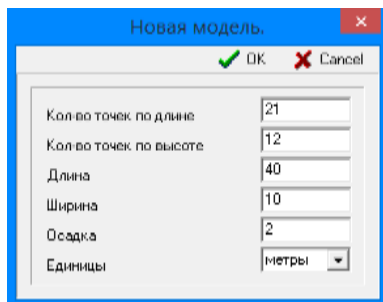 Новая модель.
OK Cancel
Кол-во точек по длине 21
Кол-во точек по высоте 12
Длина 40
Ширина 10
Осадка 2
Единицы метры